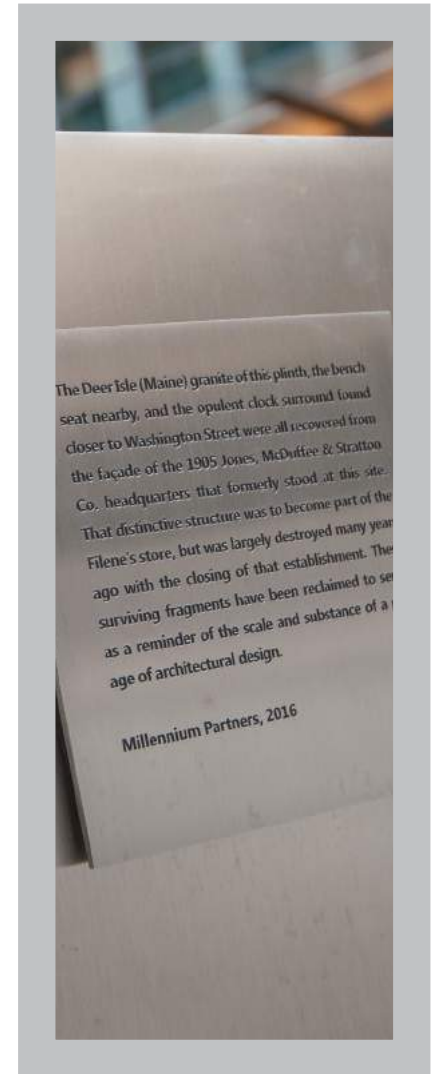 The Deer Isle (Maine) granite of this plinth, the bench
seat nearby, and the opulent clock surround found
closer to Washington Street were all recovered from
the façade of the 1905 Jones, McDuffee & Stratton
Co. headquarters that formerly stood at this site.
That distinctive structure was to become part of the
Filene's store, but was largely destroyed many year
ago with the closing of that establishment. The
surviving fragments have been reclaimed to se
as a reminder of the scale and substance of a
age of architectural design.
Millennium Partners, 2016